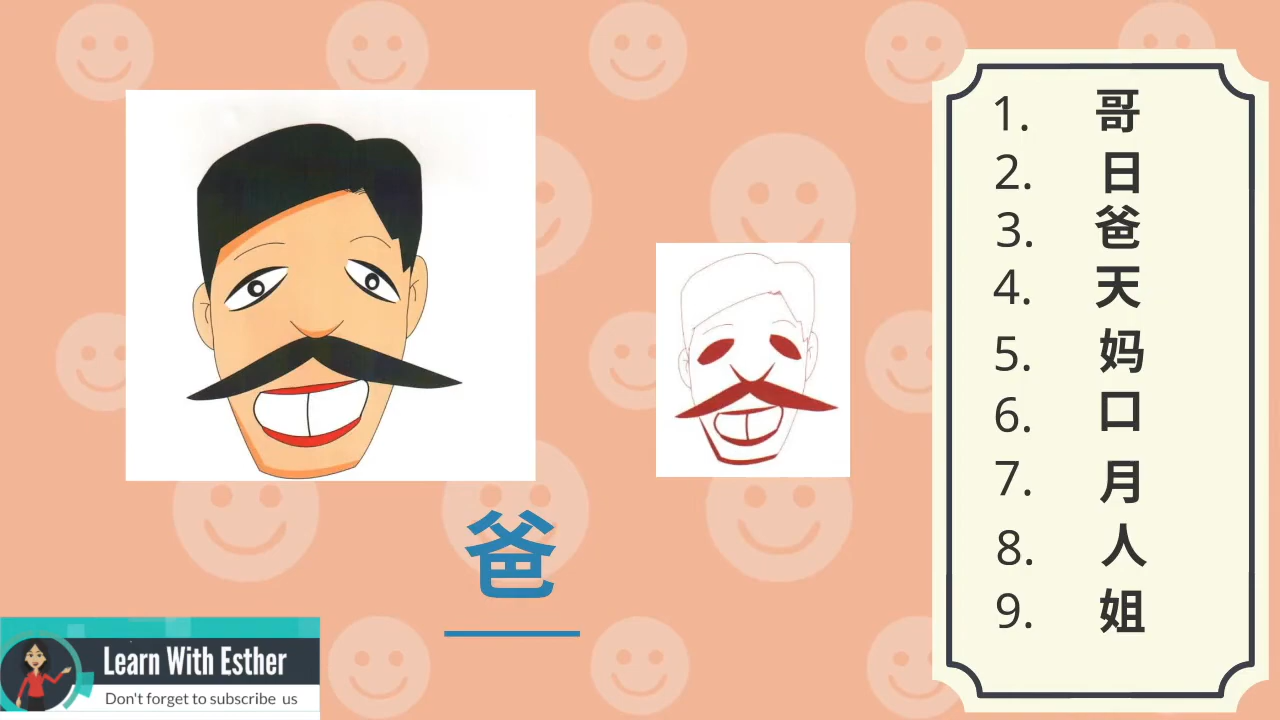 爸
1. 哥
2. 日
3. 爸
4. 天
5. 妈
6. 口
7. 月
8. 人
9. 姐
Learn With Esther
Don't forget to subscribe us